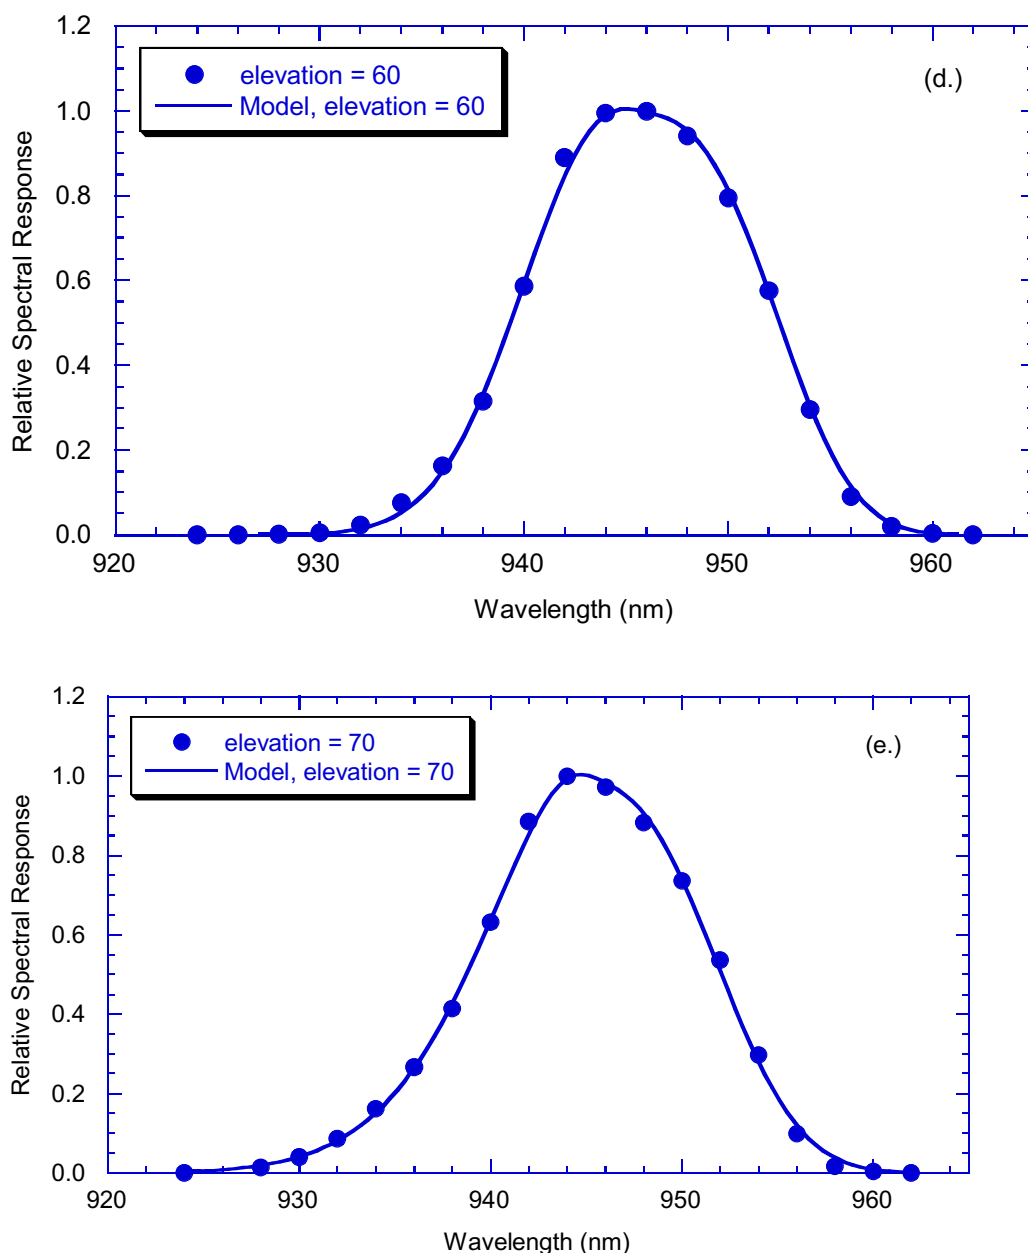 1.2
elevation = 60
Model, elevation = 60
(d.)
1.0
0.8
0.6
0.4
0.2
0.0
Relative Spectral Response
920 930 940 950 960
Wavelength (nm)
1.2
elevation = 70
Model, elevation = 70
(e.)
1.0
0.8
0.6
0.4
0.2
0.0
Relative Spectral Response
920 930 940 950 960
Wavelength (nm)